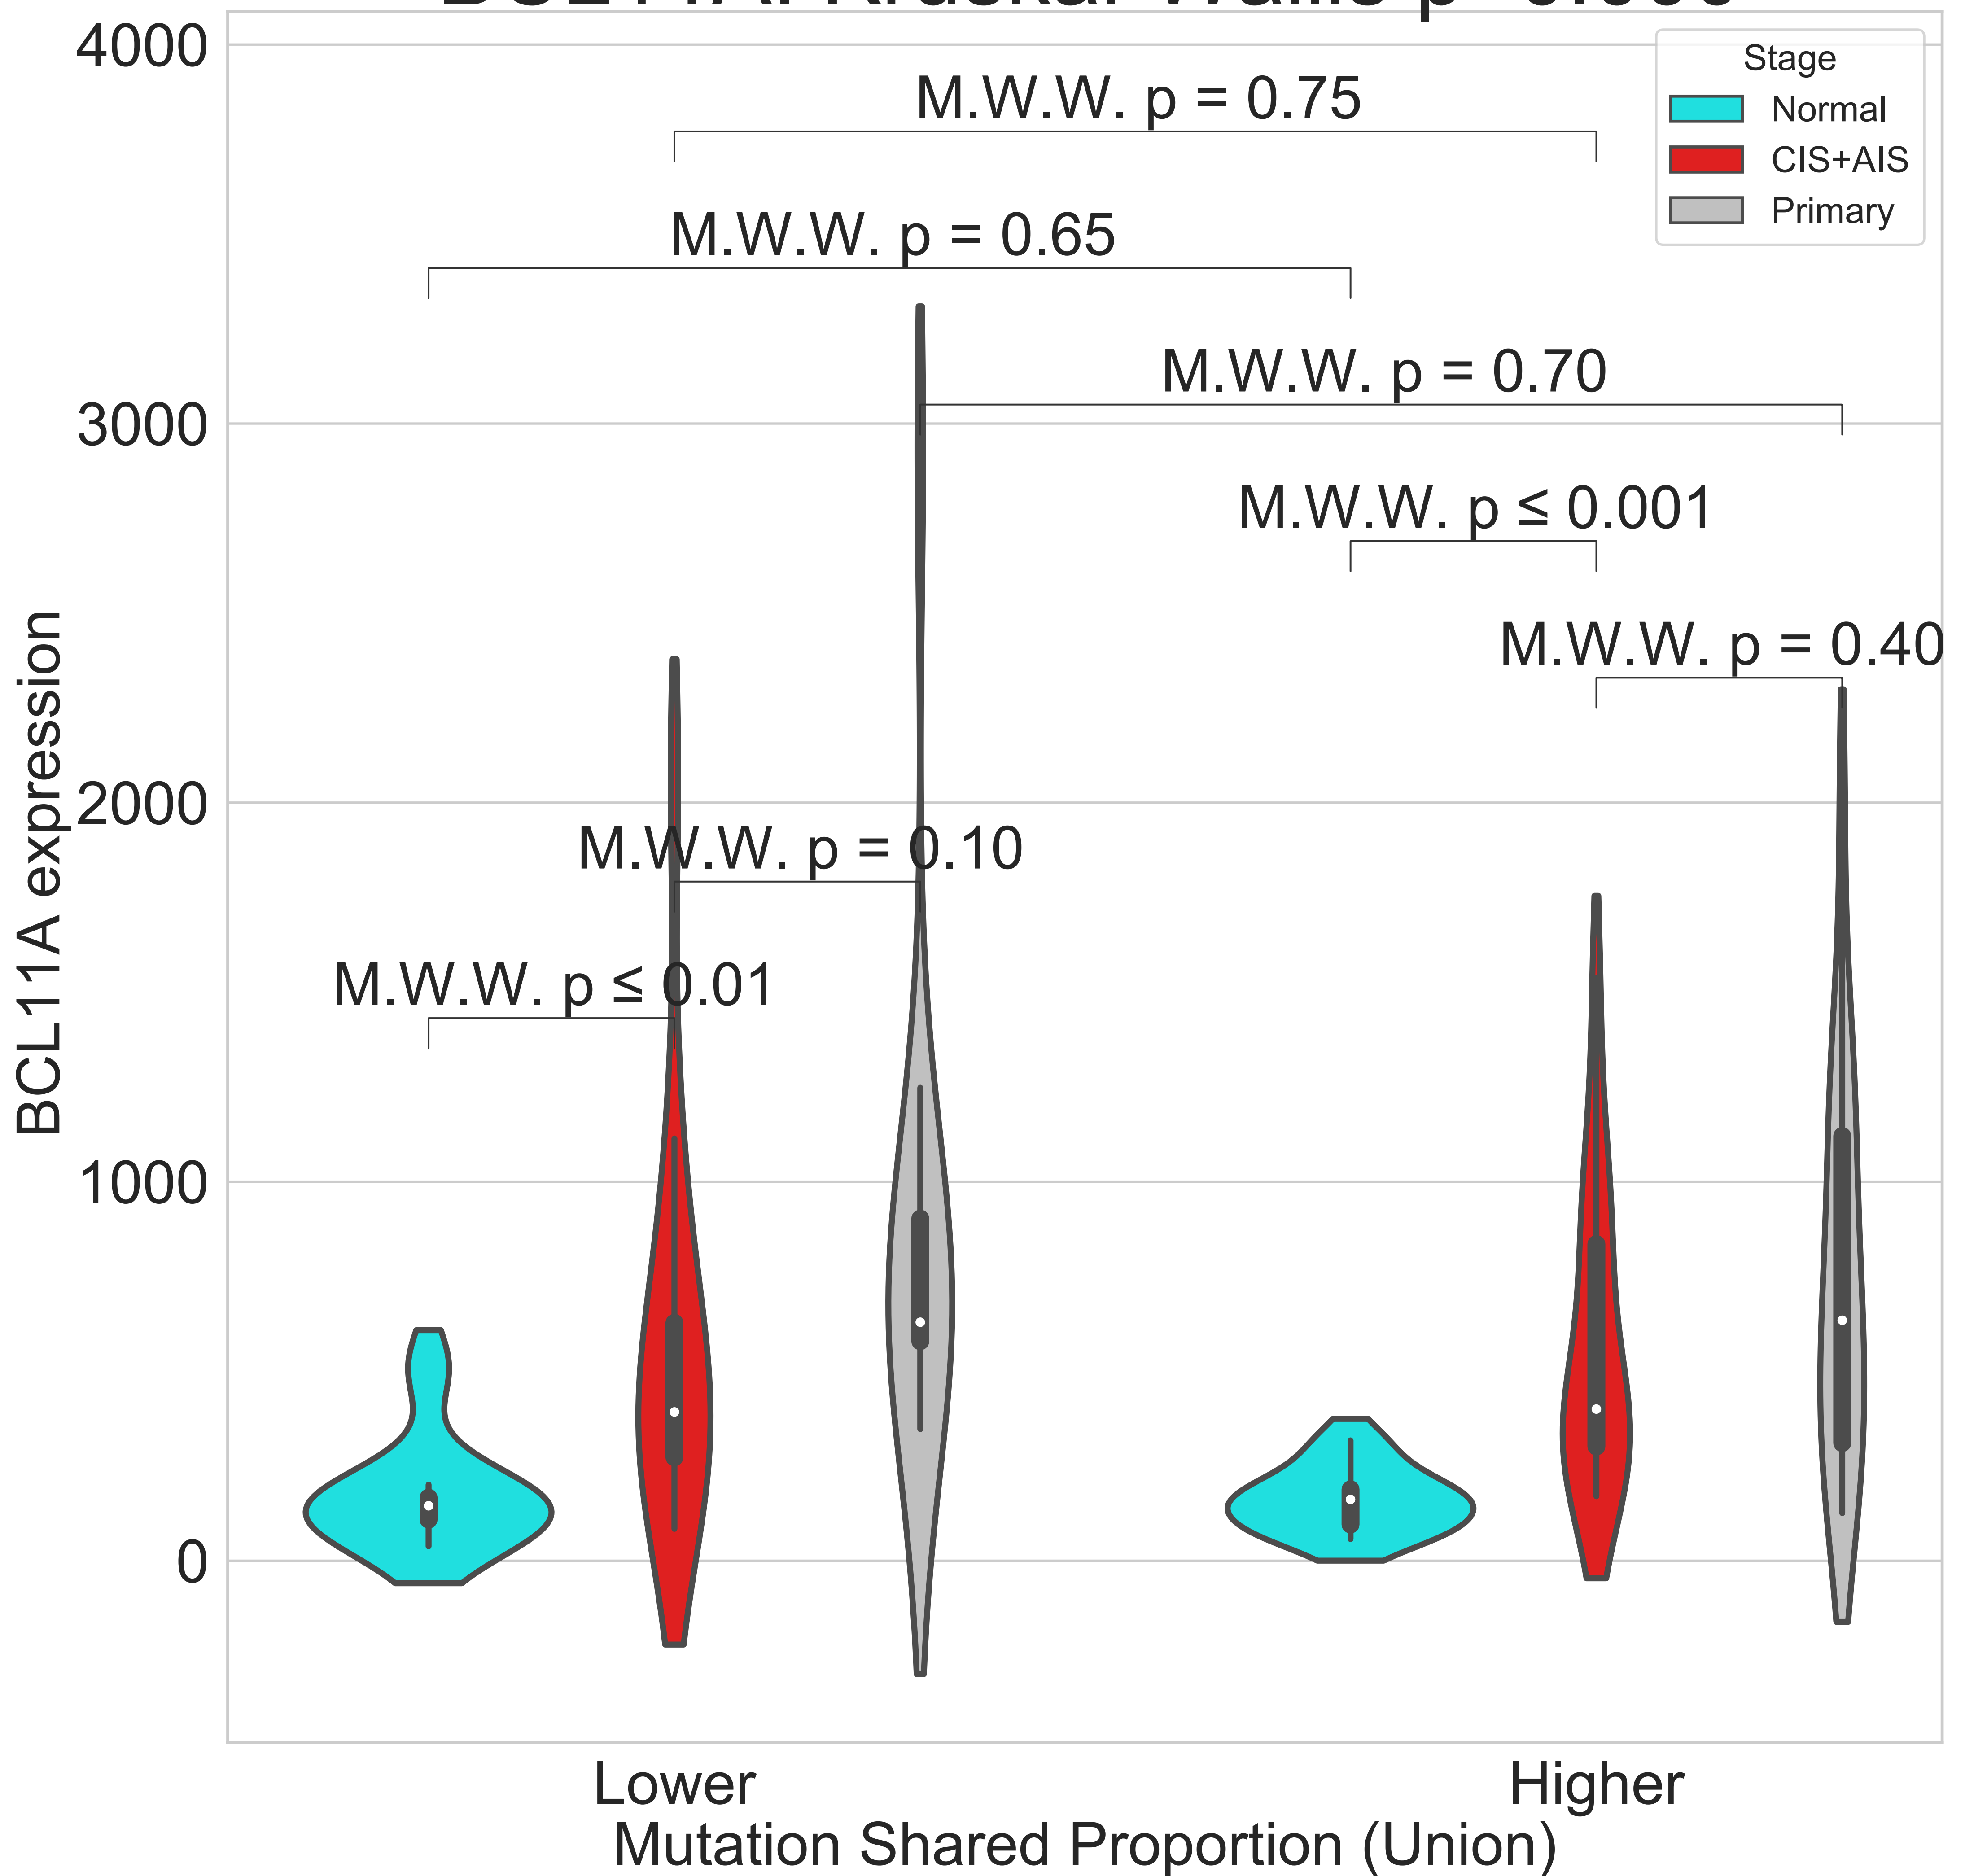 4000
3000
2000
1000
0
BCL11A expression
M.W.W. p = 0.75
M.W.W. p = 0.65
M.W.W. p = 0.70
M.W.W. p ≤ 0.001
M.W.W. p = 0.40
M.W.W. p = 0.10
M.W.W. p ≤ 0.01
Stage
Normal
CIS+AIS
Primary
Lower
Higher
Mutation Shared Proportion (Union)